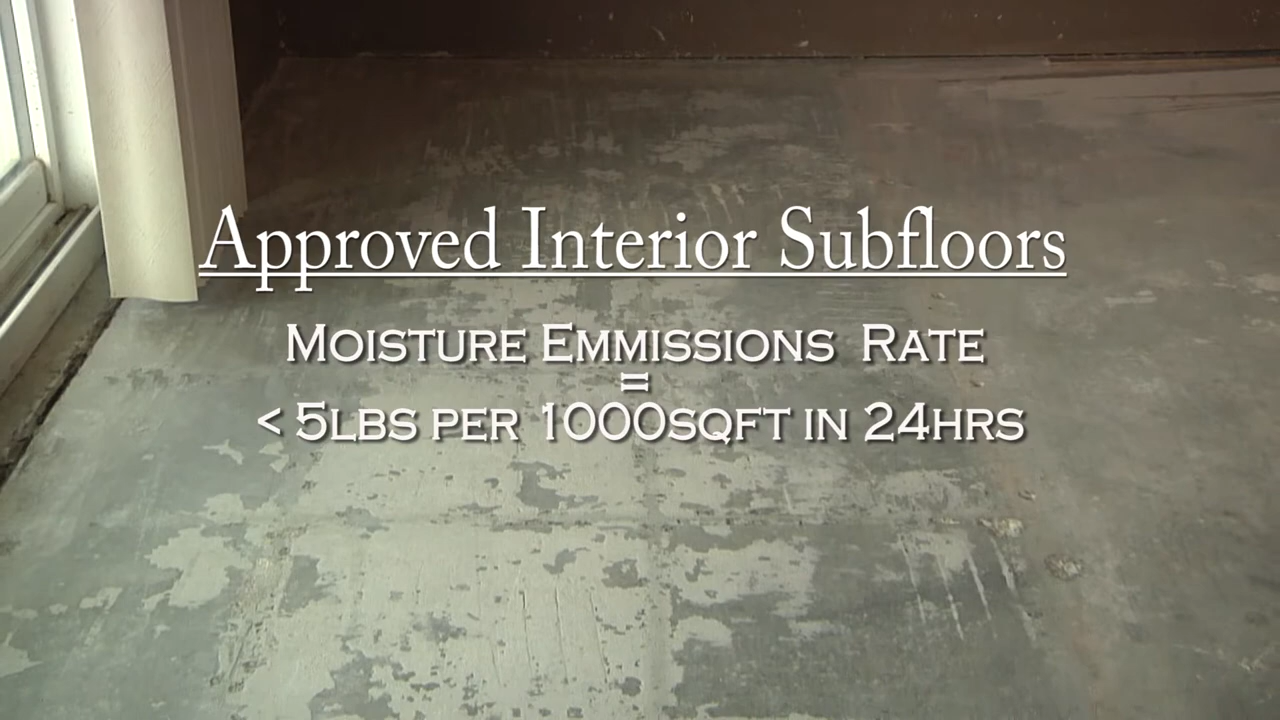 Approved Interior Subfloors
Moisture Emmissions Rate
=
< 5lbs per 1000sqft in 24hrs